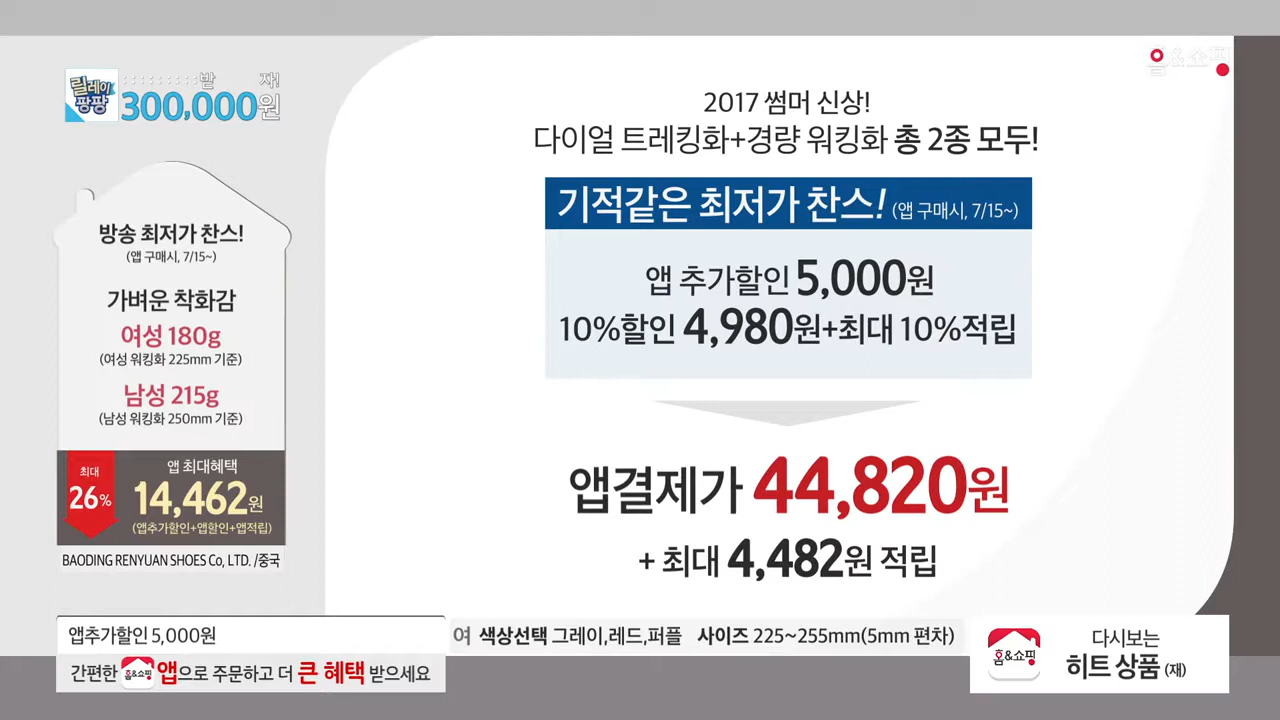 릴레이
팡팡
받 자!
300,000원
홈&쇼핑
2017 썸머 신상!
다이얼 트레킹화+경량 워킹화 총 2종 모두!
기적같은 최저가 찬스! (앱 구매시, 7/15~)
앱 추가할인 5,000원
10%할인 4,980원+최대 10%적립
앱결제가 44,820원
+ 최대 4,482원 적립
방송 최저가 찬스!
(앱 구매시, 7/15~)
가벼운 착화감
여성 180g
(여성 워킹화 225mm 기준)
남성 215g
(남성 워킹화 250mm 기준)
최대
26%
앱 최대혜택
14,462원
(앱추가할인+앱할인+앱적립)
BAODING RENYUAN SHOES Co, LTD. /중국
앱추가할인 5,000원
여 색상선택 그레이,레드,퍼플 사이즈 225~255mm(5mm 편차)
간편한 홈&쇼핑 앱으로 주문하고 더 큰 혜택 받으세요
홈&쇼핑
다시보는
히트 상품 (재)